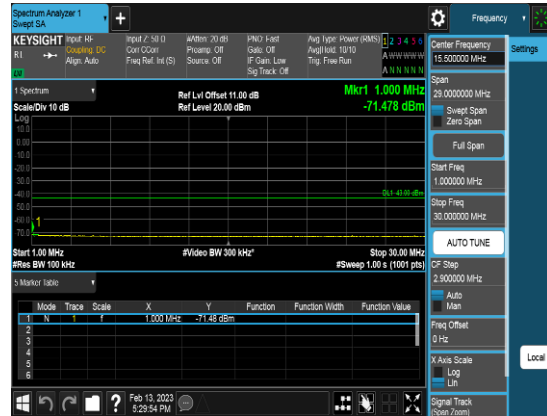 Spectrum Analyzer 1
Swept SA
Frequency
KEYSIGHT
R1
LXI
Input: RF
Coupling: DC
Align: Auto
Input Z: 50 Ω
Corr CCorr
Freq Ref: Int (S)
#Atten: 20 dB
Preamp: Off
Source: Off
PNO: Fast
Gate: Off
IF Gain: Low
Sig Track: Off
Avg Type: Power (RMS)
Avg|Hold: 10/10
Trig: Free Run
1 2 3 4 5 6
A W W W W W
A N N N N N
1 Spectrum
Scale/Div 10 dB
Ref Lvl Offset 11.00 dB
Ref Level 20.00 dBm
Mkr1 1.000 MHz
-71.478 dBm
Log
10.0
0.00
-10.0
-20.0
-30.0
-40.0
-50.0
-60.0
-70.0
DL1 -43.00 dBm
1
Start 1.00 MHz
#Res BW 100 kHz
#Video BW 300 kHz*
Stop 30.00 MHz
#Sweep 1.00 s (1001 pts)
5 Marker Table
Mode Trace Scale X Y Function Function Width Function Value
1 N 1 f 1.000 MHz -71.48 dBm
2
3
4
5
6
Feb 13, 2023
5:29:54 PM
Center Frequency
15.500000 MHz
Span
29.0000000 MHz
Swept Span
Zero Span
Full Span
Start Freq
1.000000 MHz
Stop Freq
30.000000 MHz
AUTO TUNE
CF Step
2.900000 MHz
Auto
Man
Freq Offset
0 Hz
X Axis Scale
Log
Lin
Signal Track
(Span Zoom)
Settings
Local